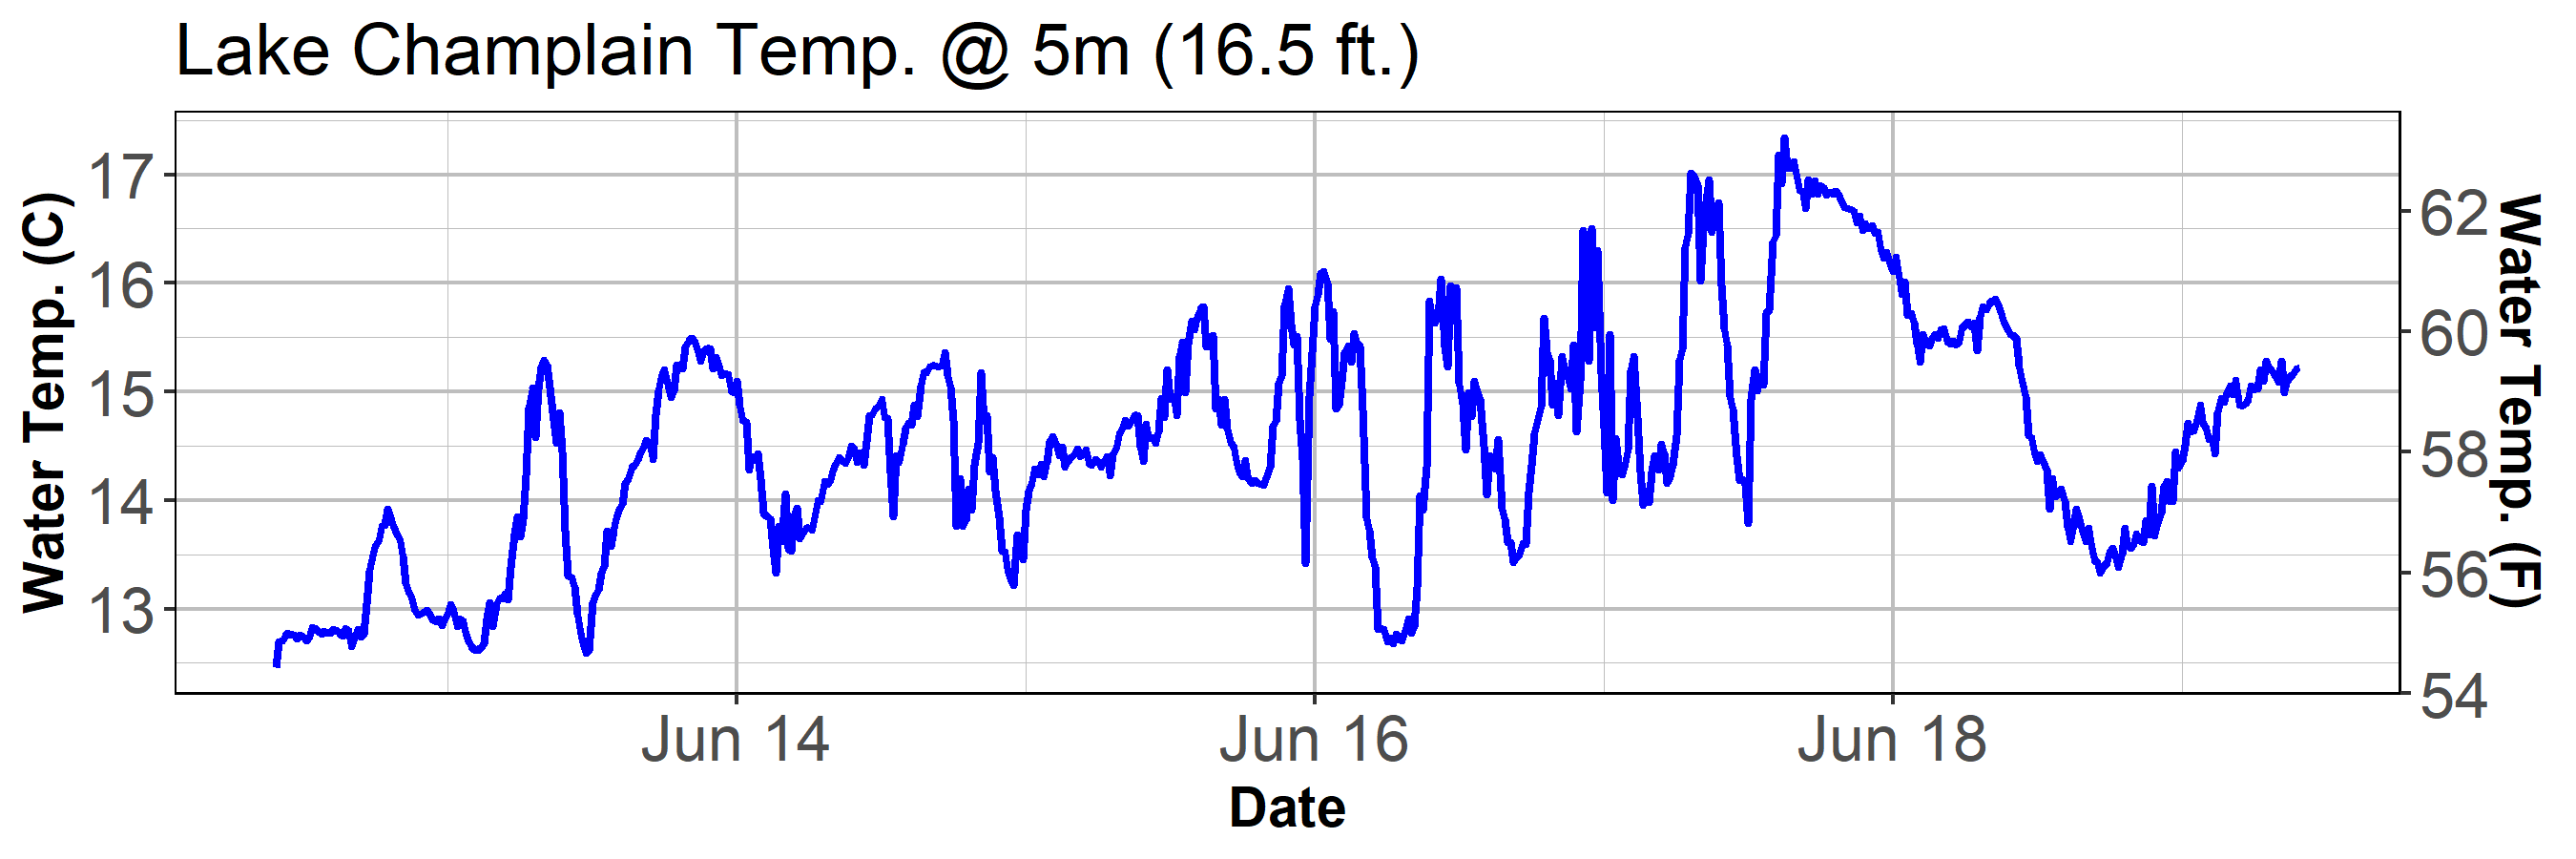 Lake Champlain Temp. @ 5m (16.5 ft.)
Water Temp. (C)
17
16
15
14
13
62
60
58
56
54
Water Temp. (F)
Jun 14 Jun 16 Jun 18
Date